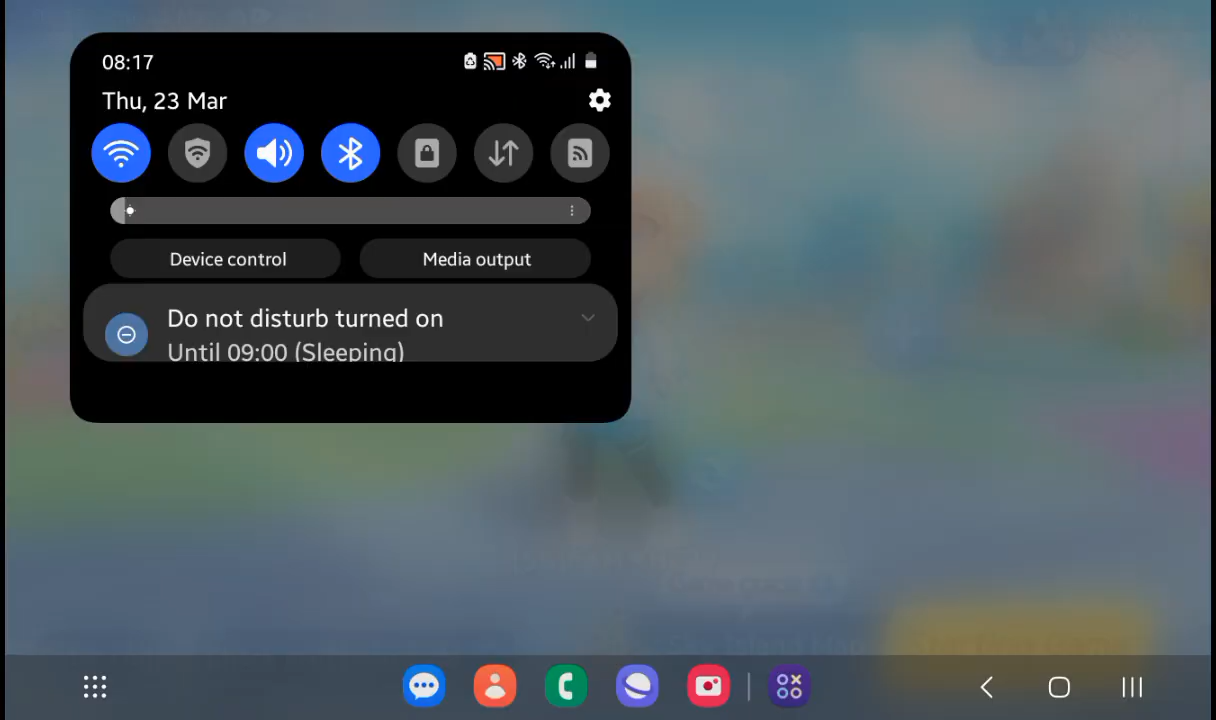 08:17
Thu, 23 Mar
Device control
Media output
Do not disturb turned on
Until 09:00 (Sleeping)